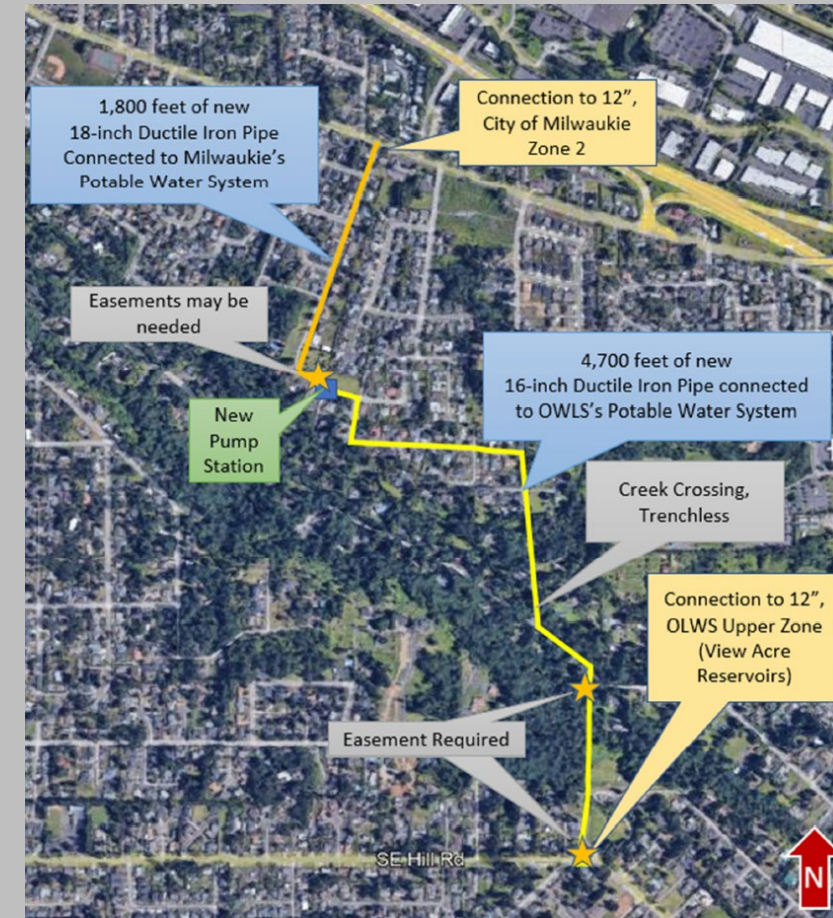 1,800 feet of new
18-inch Ductile Iron Pipe
Connected to Milwaukie's
Potable Water System
Connection to 12",
City of Milwaukie
Zone 2
Easements may be
needed
New
Pump
Station
4,700 feet of new
16-inch Ductile Iron Pipe connected
to OWLS's Potable Water System
Creek Crossing,
Trenchless
Connection to 12",
OLWS Upper Zone
(View Acre
Reservoirs)
Easement Required
SE Hill Rd
N